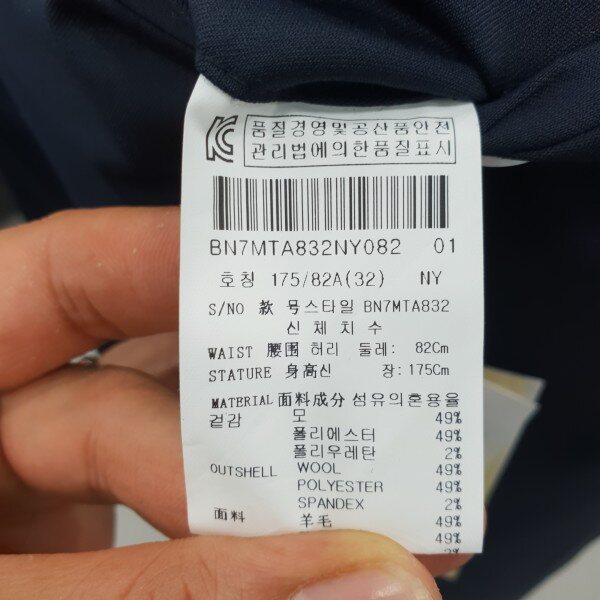 KC 품질경영및공산품안전
관리법에의한품질표시
BN7MTA832NY082 01
호칭 175/82A(32) NY
S/NO 款 号스타일 BN7MTA832
신체치수
WAIST 腰围 허리 둘레: 82Cm
STATURE 身高신 장: 175Cm
MATERIAL 面料成分 섬유의혼용율
겉감 모 49%
폴리에스터 49%
폴리우레탄 2%
OUTSHELL WOOL 49%
POLYESTER 49%
SPANDEX 2%
面料 羊毛 49%
49%